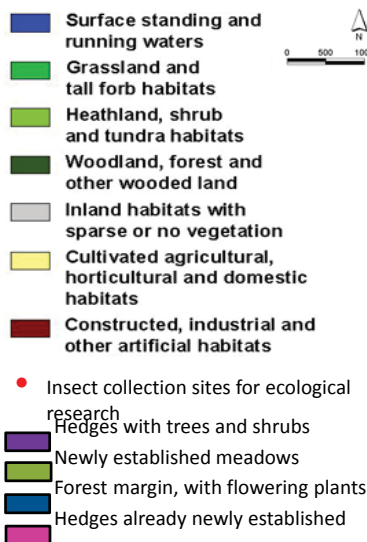 Surface standing and
running waters
N
0 500 100
Grassland and
tall forb habitats
Heathland, shrub
and tundra habitats
Woodland, forest and
other wooded land
Inland habitats with
sparse or no vegetation
Cultivated agricultural,
horticultural and domestic
habitats
Constructed, industrial and
other artificial habitats
Insect collection sites for ecological
research
Hedges with trees and shrubs
Newly established meadows
Forest margin, with flowering plants
Hedges already newly established